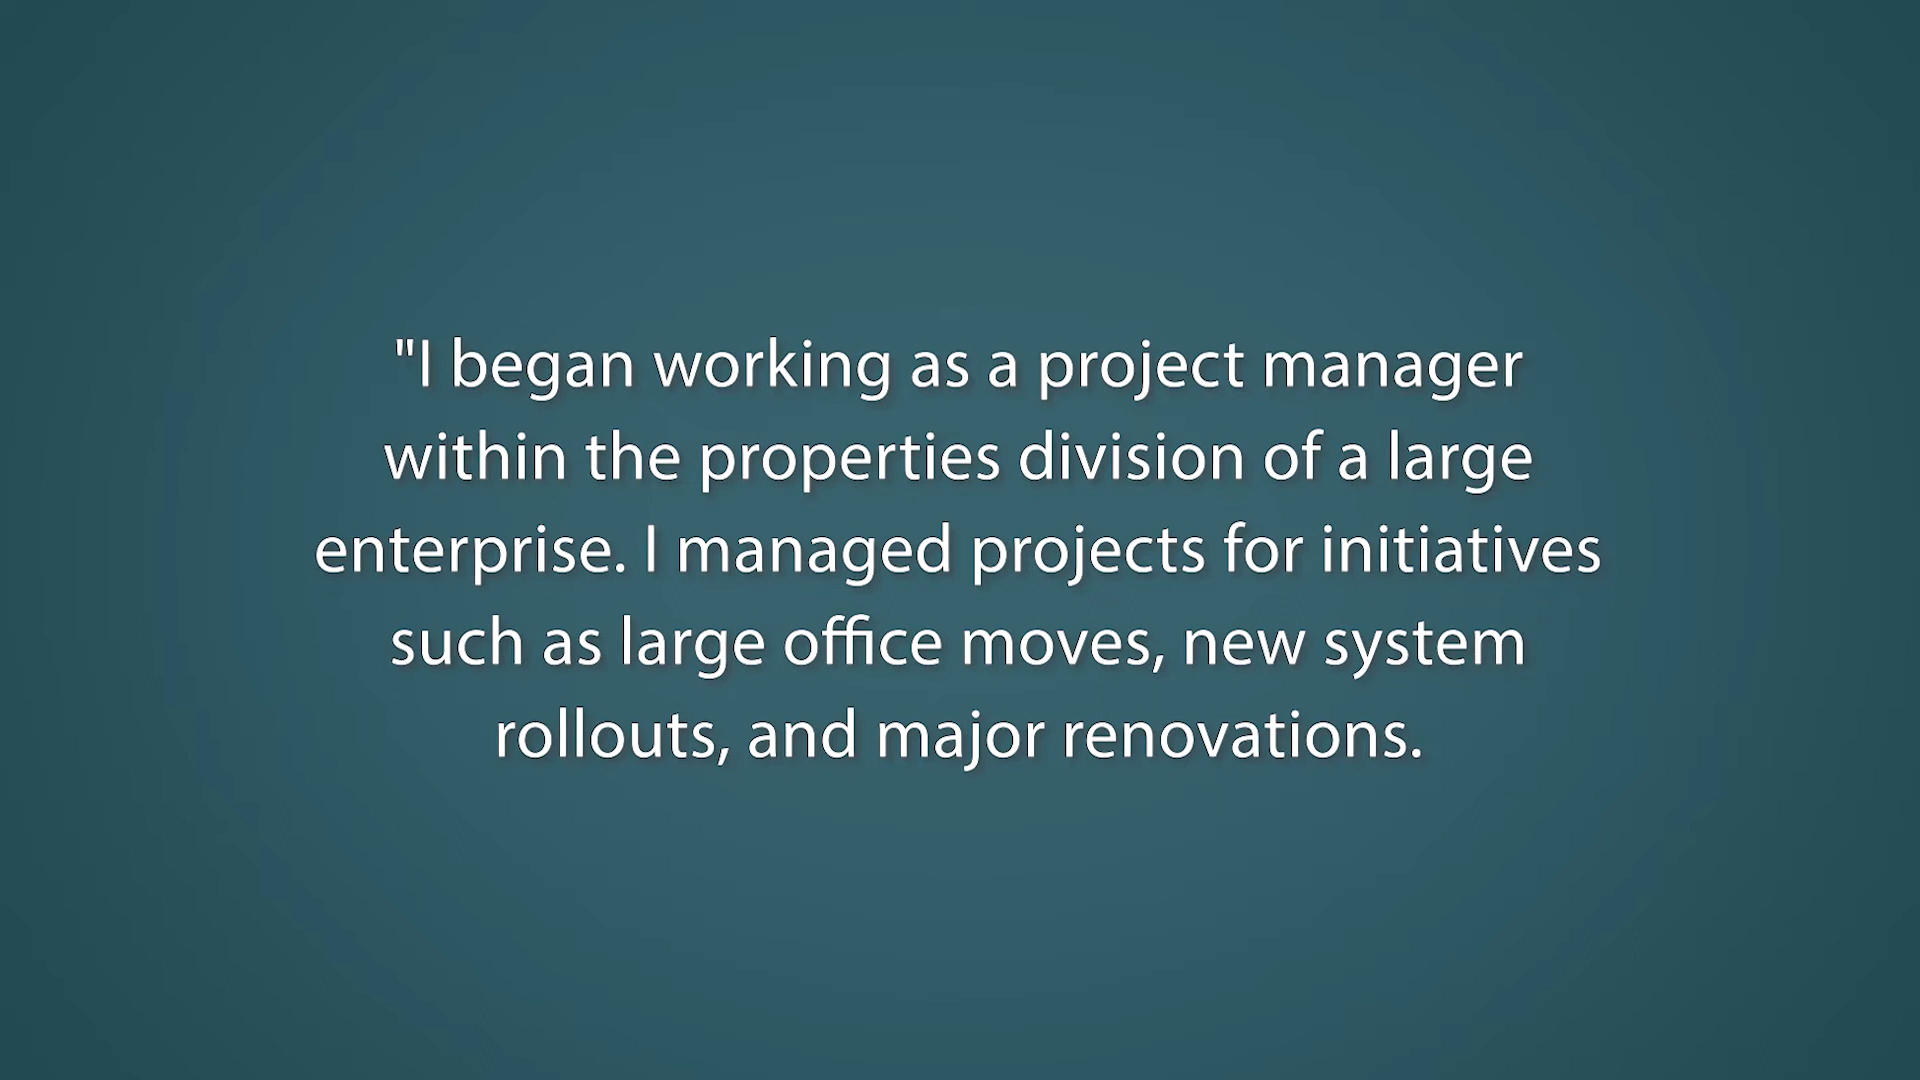 "I began working as a project manager
within the properties division of a large
enterprise. I managed projects for initiatives
such as large office moves, new system
rollouts, and major renovations.